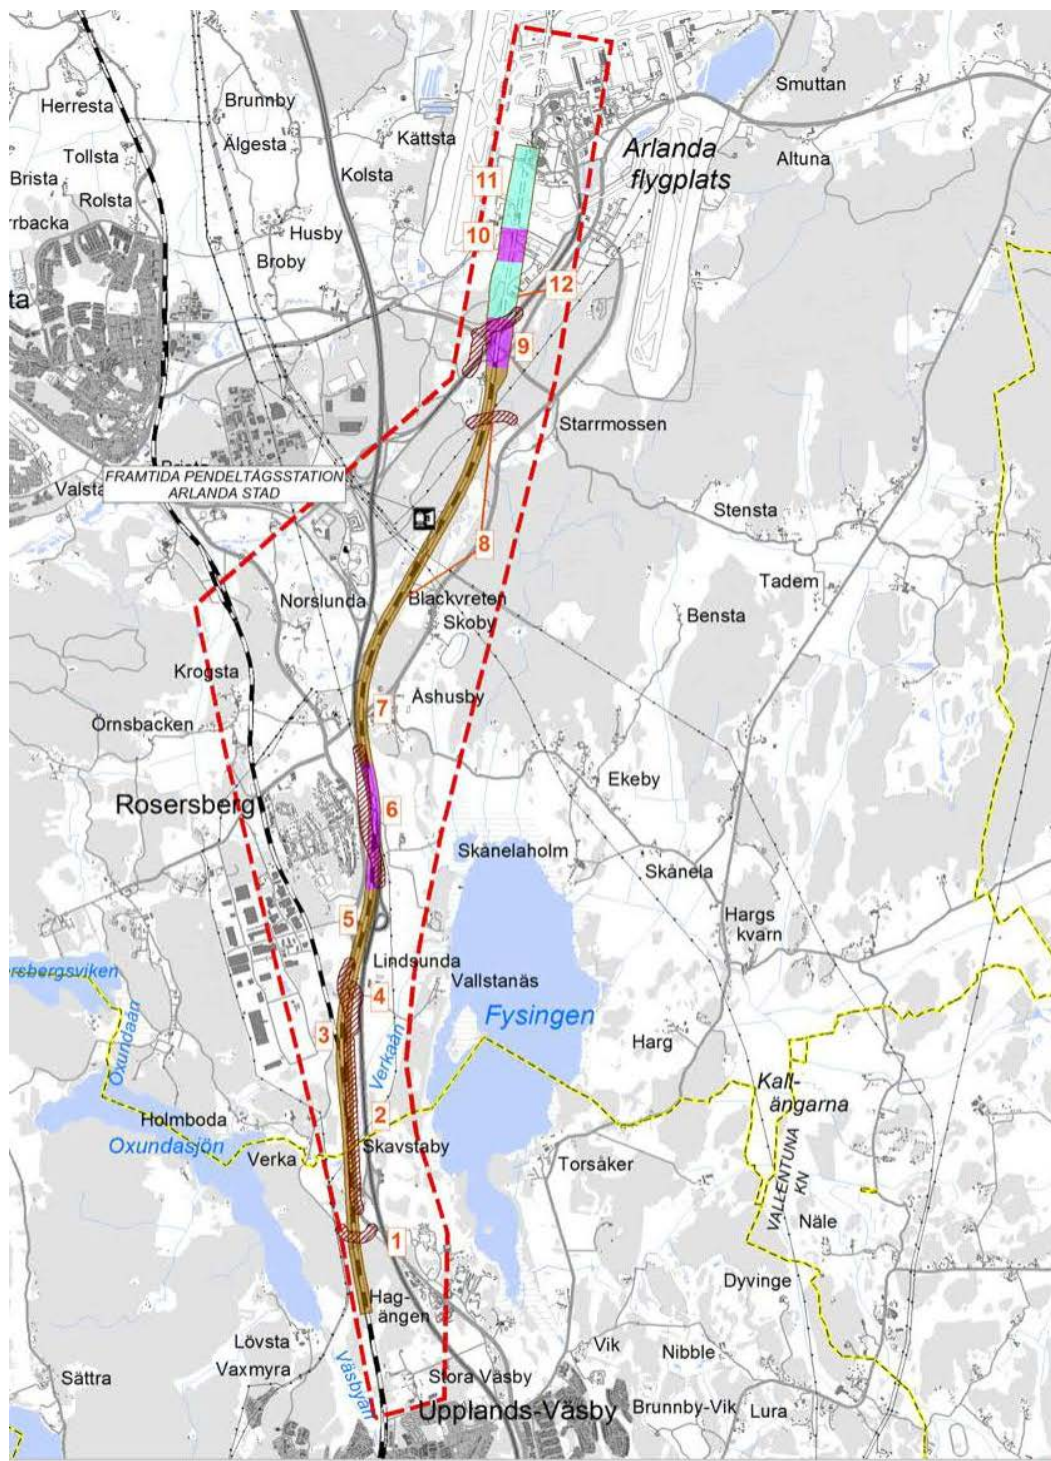 Herresta
Brunnby
Smuttan
Tollsta
Älgesta
Kättsta
Arlanda
flygplats
Altuna
Brista
Kolsta
11
Rolsta
rrbacka
Husby
10
Broby
12
ta
9
Starrmossen
FRAMTIDA PENDELTÅGSSTATION
ARLANDA STAD
Valsta
Stensta
8
Tadem
Norslunda
Blackvreten
Skoby
Bensta
Krogsta
Åshusby
7
Örnsbacken
Ekeby
Rosersberg
6
Skånelaholm
Skånela
5
Hargs
kvarn
Lindsunda
ersbergsviken
Vallstanäs
4
Fysingen
Oxundaån
3
Verkaån
Harg
Kall-
ängarna
Holmboda
2
Oxundasjön
Skavstaby
Verka
Torsåker
VALLENTUNA
KN
Näle
1
Dyvinge
Hag-
ängen
Lövsta
Vik
Nibble
Vaxmyra
Väsbyån
Stora Väsby
Sättra
Upplands-Väsby
Brunnby-Vik
Lura